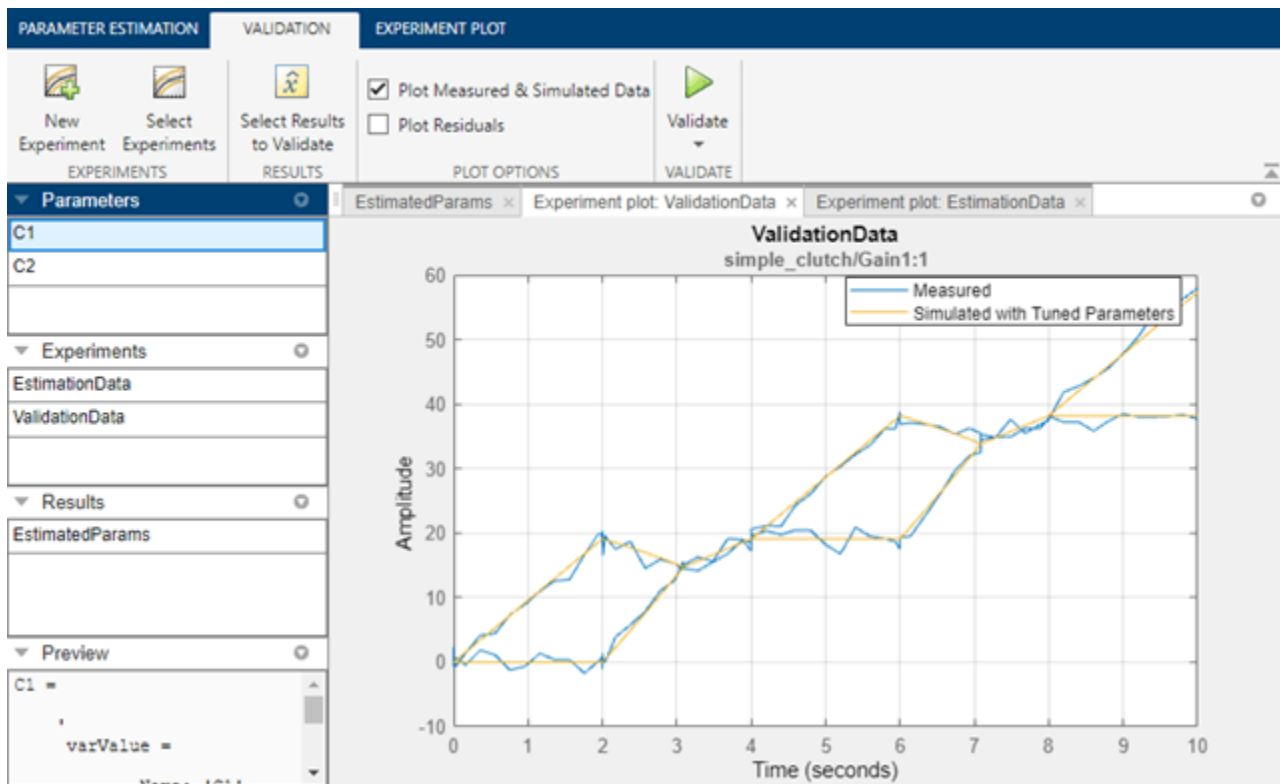 PARAMETER ESTIMATION VALIDATION EXPERIMENT PLOT
New Experiment
Select Experiments
EXPERIMENTS
Select Results to Validate
RESULTS
Plot Measured & Simulated Data
Plot Residuals
PLOT OPTIONS
Validate
VALIDATE
Parameters
C1
C2
Experiments
EstimationData
ValidationData
Results
EstimatedParams
Preview
C1 =
varValue =
EstimatedParams × Experiment plot: ValidationData × Experiment plot: EstimationData ×
ValidationData
simple_clutch/Gain1:1
Measured
Simulated with Tuned Parameters
Amplitude
60
50
40
30
20
10
0
-10
0 1 2 3 4 5 6 7 8 9 10
Time (seconds)